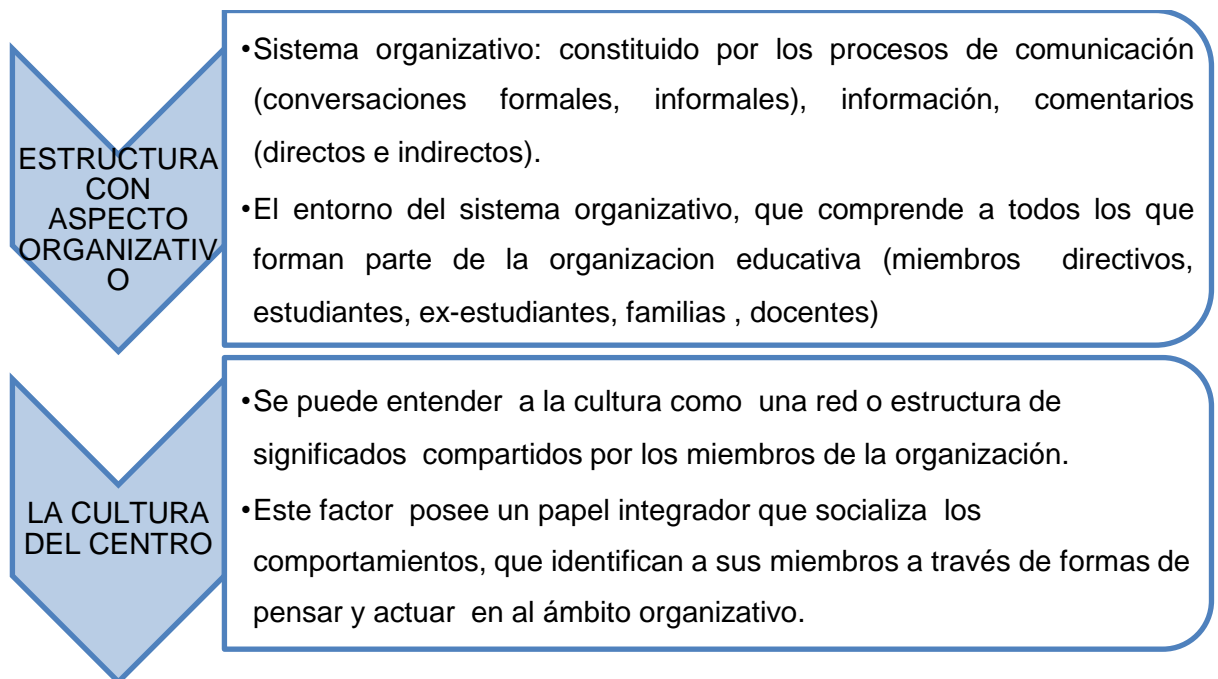 ESTRUCTURA
CON
ASPECTO
ORGANIZATIV
O
•Sistema organizativo: constituido por los procesos de comunicación
(conversaciones formales, informales), información, comentarios
(directos e indirectos).
•El entorno del sistema organizativo, que comprende a todos los que
forman parte de la organizacion educativa (miembros directivos,
estudiantes, ex-estudiantes, familias , docentes)
LA CULTURA
DEL CENTRO
•Se puede entender a la cultura como una red o estructura de
significados compartidos por los miembros de la organización.
•Este factor posee un papel integrador que socializa los
comportamientos, que identifican a sus miembros a través de formas de
pensar y actuar en al ámbito organizativo.